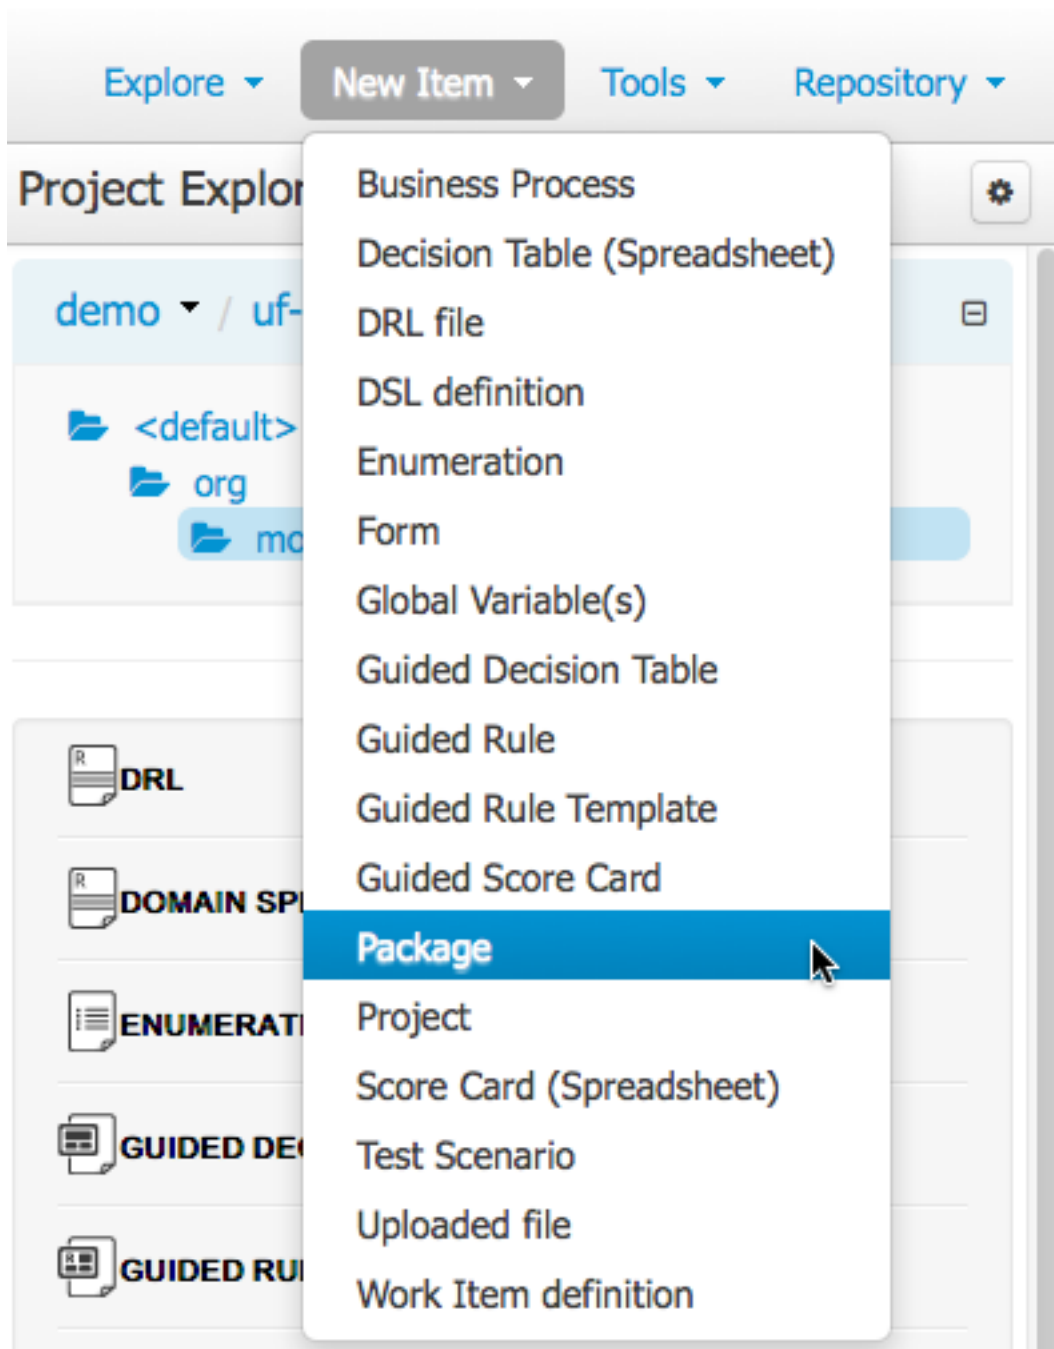 Explore New Item Tools Repository
Project Explor
demo / uf-
<default>
org
mo
DRL
DOMAIN SP
ENUMERAT
GUIDED DE
GUIDED RU
Business Process
Decision Table (Spreadsheet)
DRL file
DSL definition
Enumeration
Form
Global Variable(s)
Guided Decision Table
Guided Rule
Guided Rule Template
Guided Score Card
Package
Project
Score Card (Spreadsheet)
Test Scenario
Uploaded file
Work Item definition